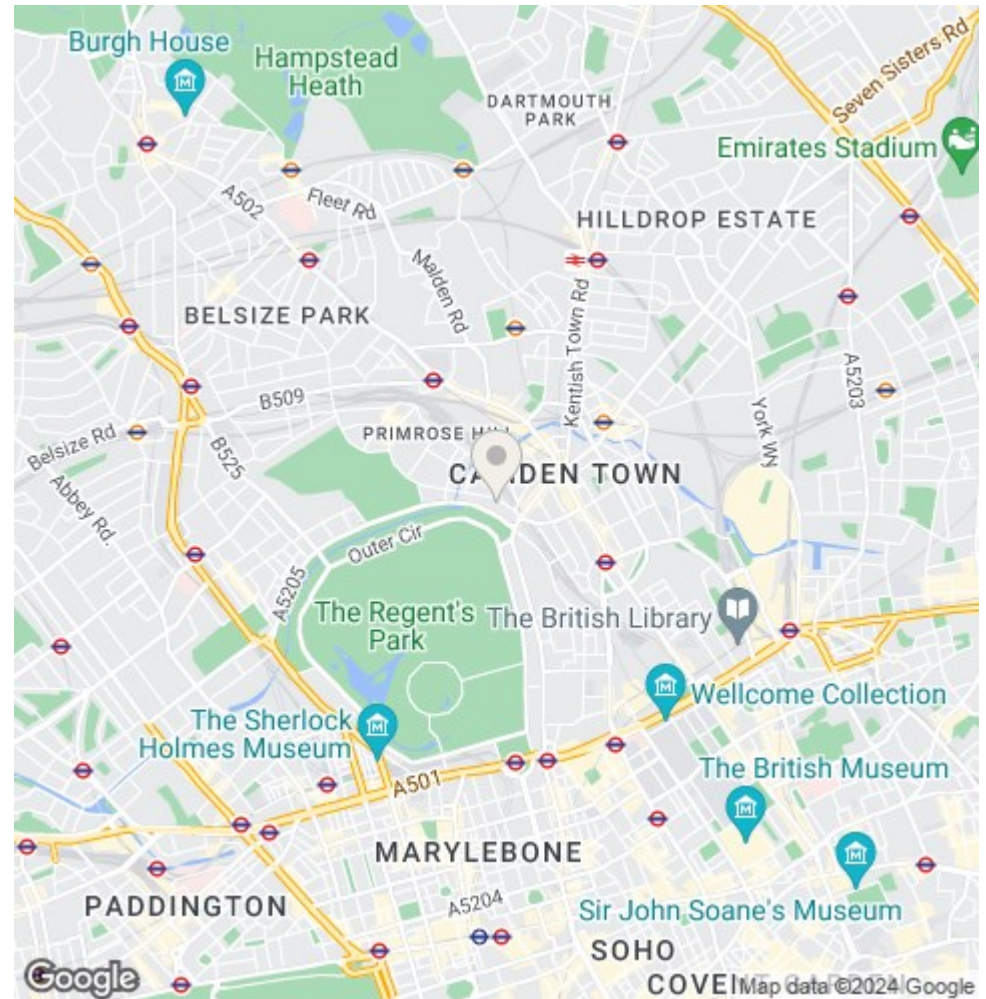 Burgh House
Hampstead
Heath
DARTMOUTH
PARK
Seven Sisters Rd
Emirates Stadium
A502
Fleet Rd
HILLDROP ESTATE
Malden Rd
BELSIZE PARK
Kentish Town Rd
A5203
B509
York Wy
Belsize Rd
B525
PRIMROSE
Abbey Rd.
TOWN
Outer Cir
A5205
The Regent's
Park
The British Library
Wellcome Collection
The Sherlock
Holmes Museum
A501
The British Museum
MARYLEBONE
PADDINGTON
A5204
Sir John Soane's Museum
SOHO
Google
Map data ©2024 Google